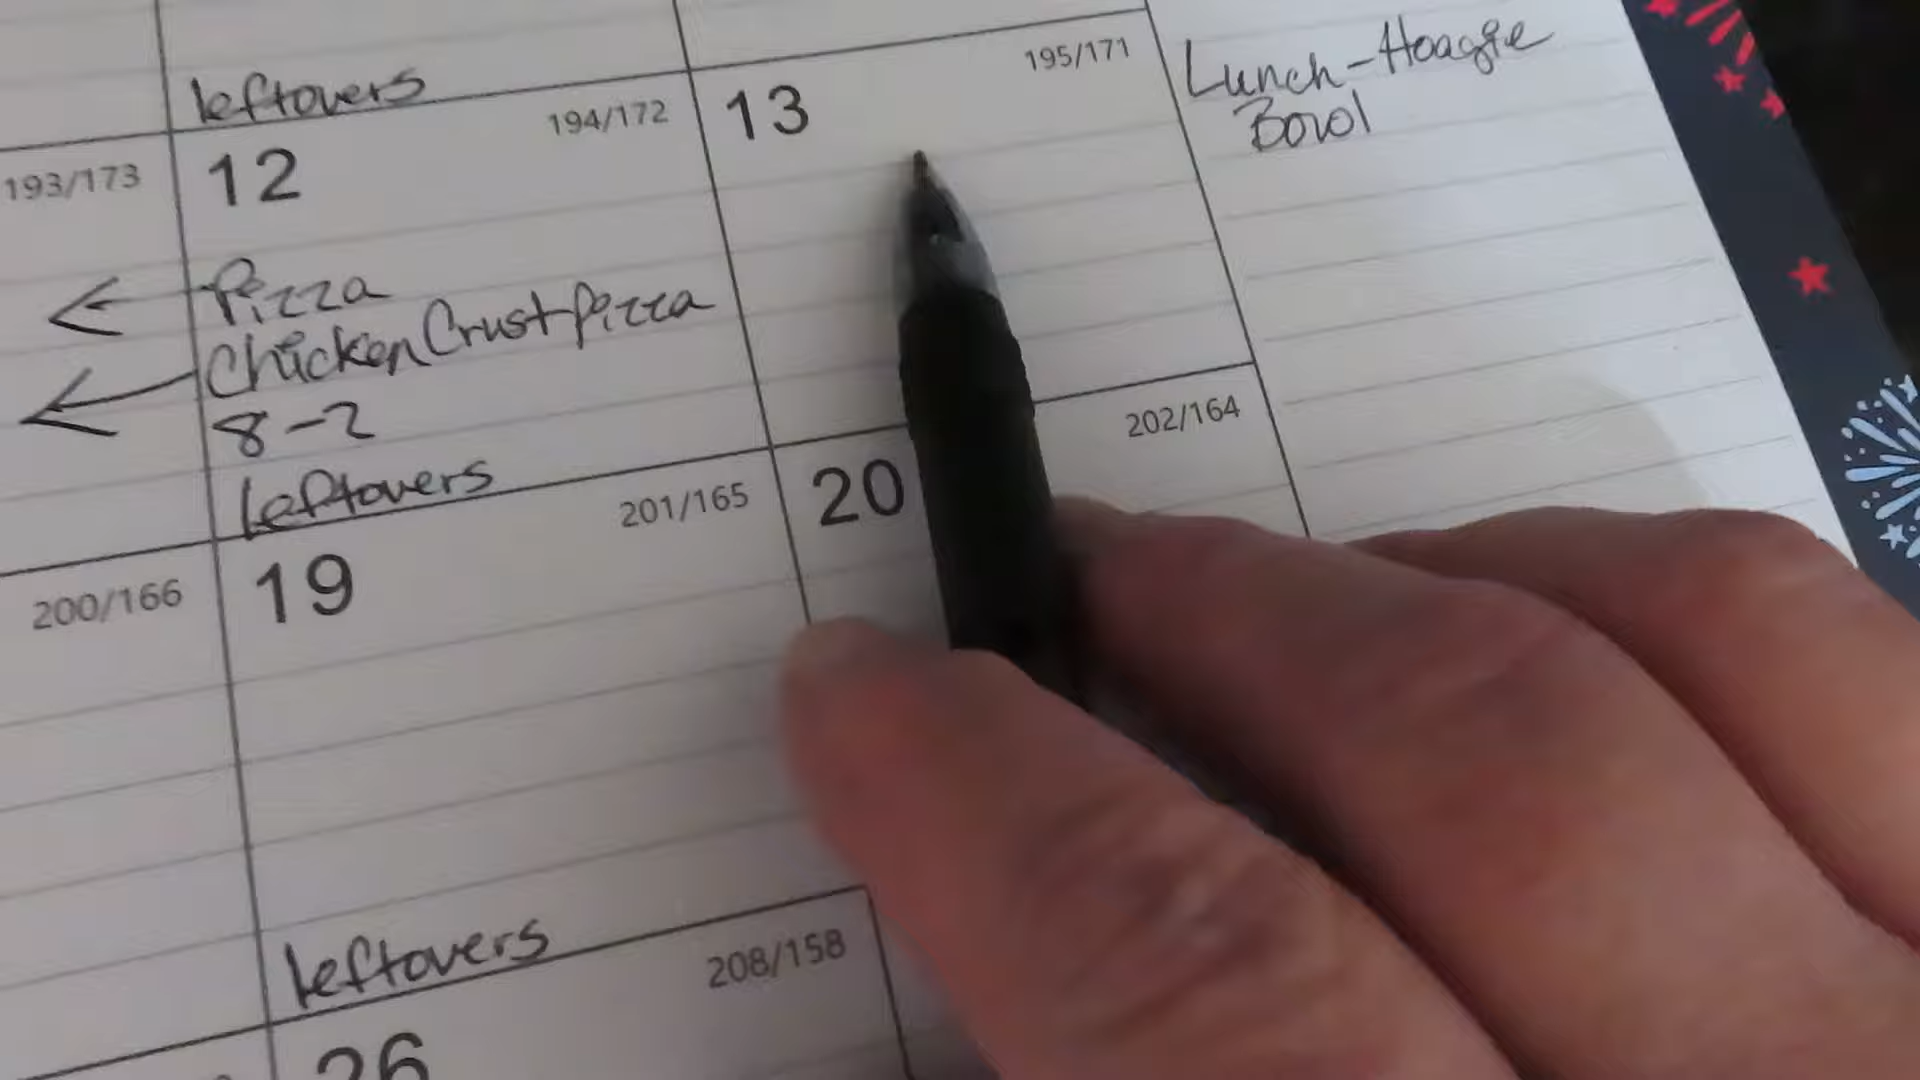 leftovers
195/171
Lunch-Hoagie
Bowl
193/173
12
194/172
13
Pizza
Chicken Crust Pizza
8-2
leftovers
200/166
19
201/165
20
202/164
leftovers
26
208/158